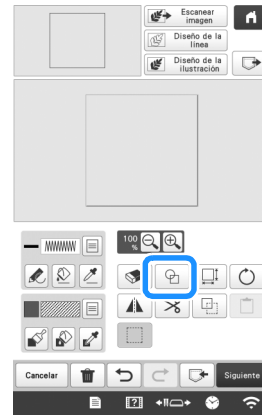 Escanear
imagen
Diseño de la
línea
Diseño de la
ilustración
100
%
Cancelar
Siguiente